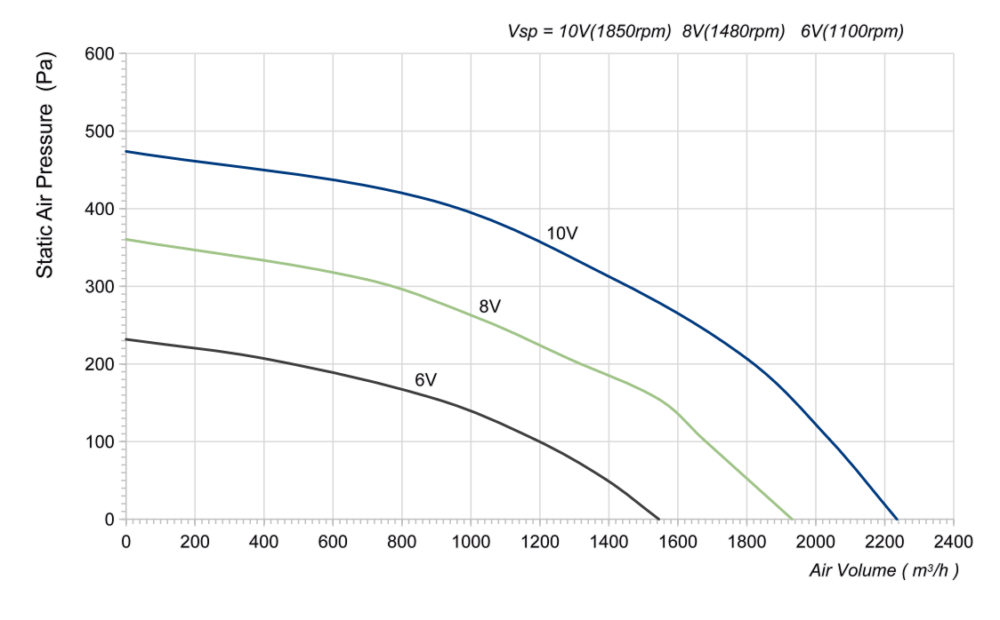 Vsp = 10V(1850rpm) 8V(1480rpm) 6V(1100rpm)
Static Air Pressure (Pa)
600
500
400
300
200
100
0
10V
8V
6V
0 200 400 600 800 1000 1200 1400 1600 1800 2000 2200 2400
Air Volume ( m³/h )